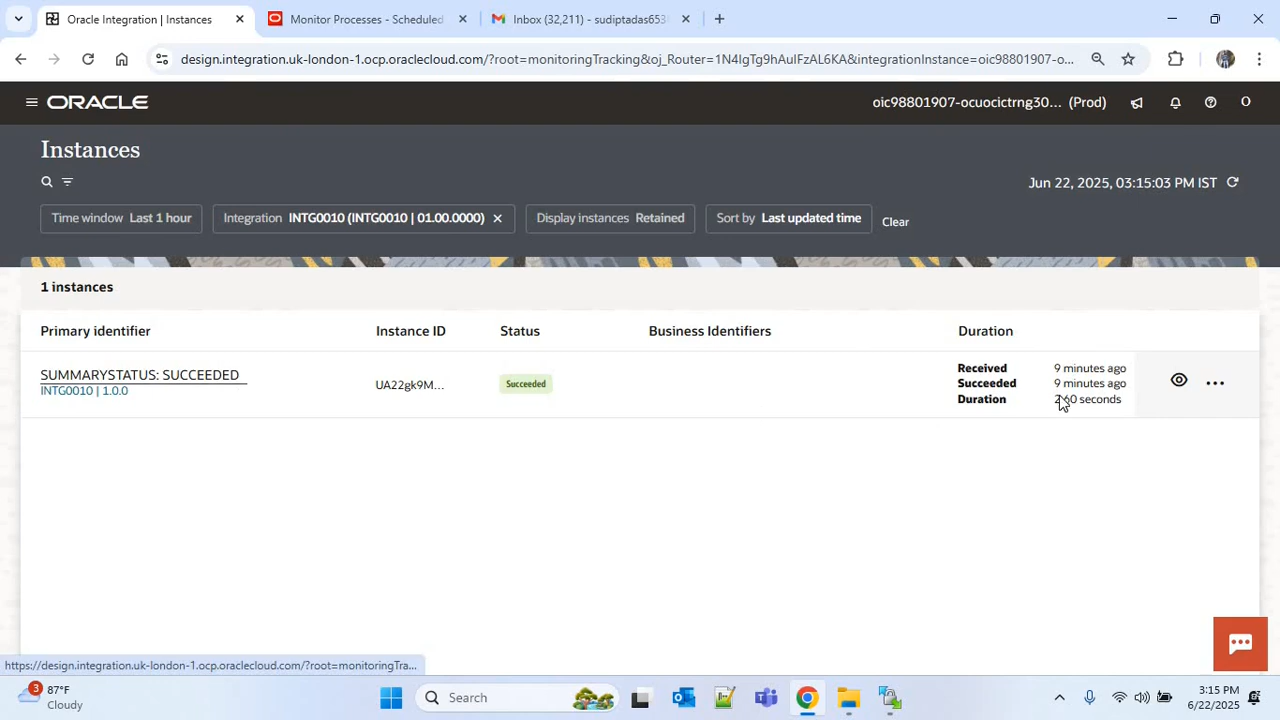 Oracle Integration | Instances
Monitor Processes - Scheduled
Inbox (32,211) - sudiptadas653
design.integration.uk-london-1.ocp.oraclecloud.com/?root=monitoringTracking&oj_Router=1N4IgTg9hAuIFzAL6KA&integrationInstance=oic98801907-o...
ORACLE
oic98801907-ocuocictrng30... (Prod)
O
Instances
Jun 22, 2025, 03:15:03 PM IST
Time window Last 1 hour
Integration INTG0010 (INTG0010 | 01.00.0000)
Display instances Retained
Sort by Last updated time
Clear
1 instances
Primary identifier
Instance ID
Status
Business Identifiers
Duration
SUMMARYSTATUS: SUCCEEDED
INTG0010 | 1.0.0
UA22gk9M...
Succeeded
Received 9 minutes ago
Succeeded 9 minutes ago
Duration 2.60 seconds
https://design.integration.uk-london-1.ocp.oraclecloud.com/?root=monitoringTra...
3
87°F
Cloudy
Search
3:15 PM
6/22/2025